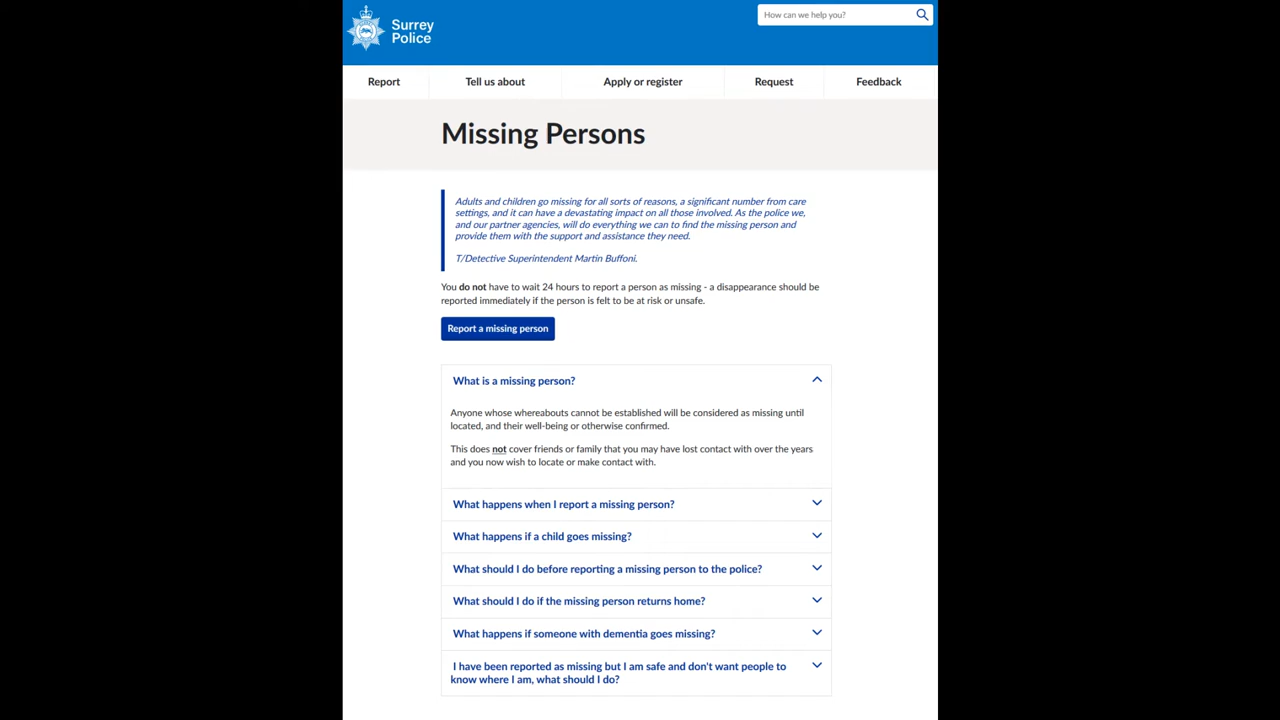 Surrey
Police
How can we help you?
Report
Tell us about
Apply or register
Request
Feedback
Missing Persons
Adults and children go missing for all sorts of reasons, a significant number from care
settings, and it can have a devastating impact on all those involved. As the police we,
and our partner agencies, will do everything we can to find the missing person and
provide them with the support and assistance they need.
T/Detective Superintendent Martin Buffoni.
You do not have to wait 24 hours to report a person as missing - a disappearance should be
reported immediately if the person is felt to be at risk or unsafe.
Report a missing person
What is a missing person?
Anyone whose whereabouts cannot be established will be considered as missing until
located, and their well-being or otherwise confirmed.
This does not cover friends or family that you may have lost contact with over the years
and you now wish to locate or make contact with.
What happens when I report a missing person?
What happens if a child goes missing?
What should I do before reporting a missing person to the police?
What should I do if the missing person returns home?
What happens if someone with dementia goes missing?
I have been reported as missing but I am safe and don't want people to
know where I am, what should I do?